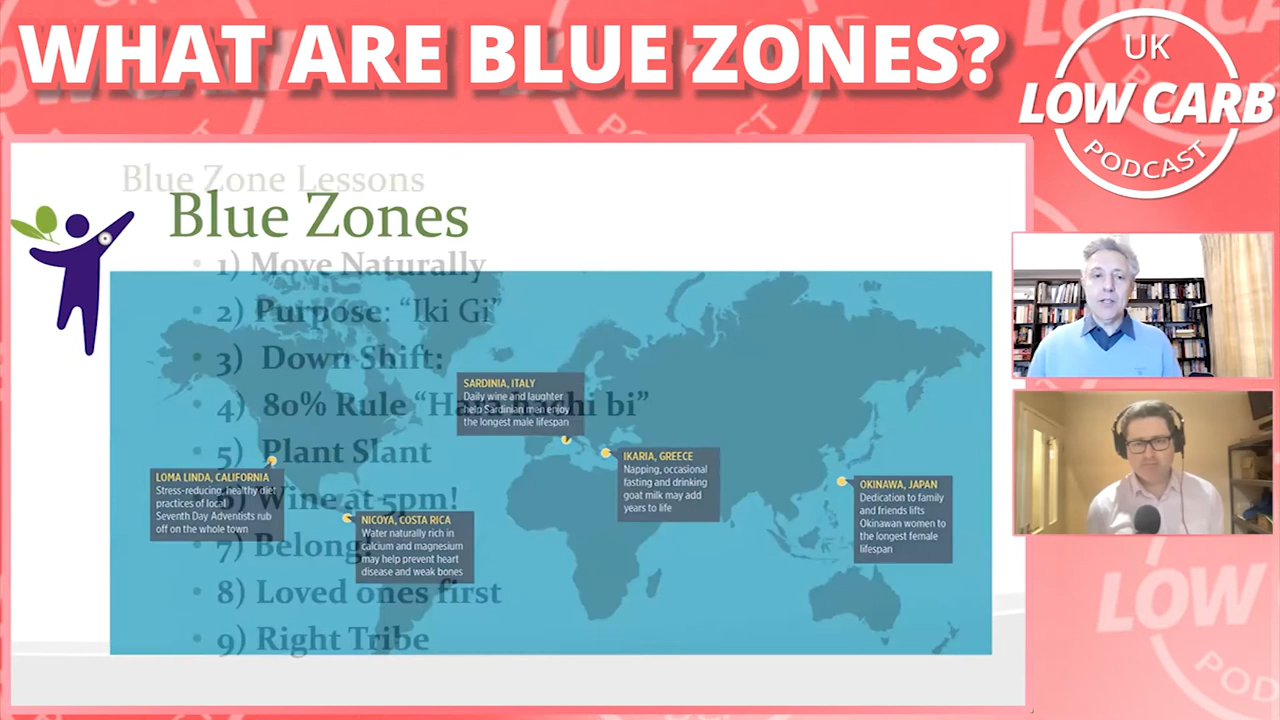 WHAT ARE BLUE ZONES?
UK
LOW CARB
PODCAST
Blue Zone Lessons
Blue Zones
1) Move Naturally
2) Purpose: “Iki Gi”
3) Down Shift:
4) 80% Rule “Hara hachi bi”
5) Plant Slant
6) Wine at 5pm!
7) Belong!
8) Loved ones first
9) Right Tribe
SARDINIA, ITALY
Daily wine and laughter
help Sardinian men enjoy
the longest male lifespan
IKARIA, GREECE
Napping, occasional
fasting and drinking
goat milk may add
years to life
LOMA LINDA, CALIFORNIA
Stress-reducing, healthy diet
practices of local
Seventh Day Adventists rub
off on the whole town
NICOYA, COSTA RICA
Water naturally rich in
calcium and magnesium
may help prevent heart
disease and weak bones
OKINAWA, JAPAN
Dedication to family
and friends lifts
Okinawan women to
the longest female
lifespan
LOW